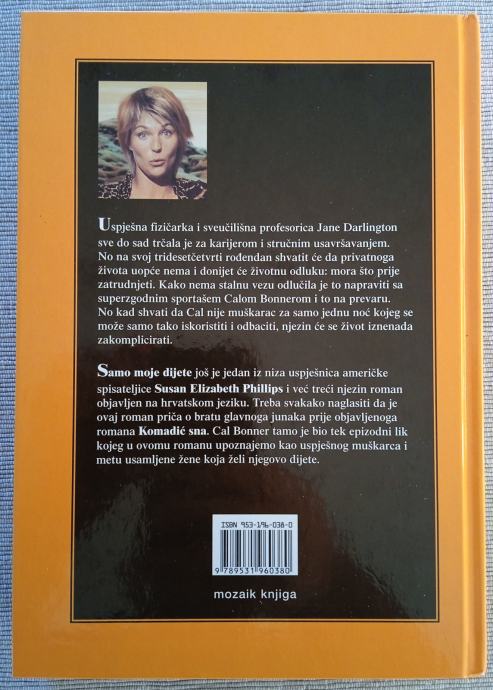 Uspješna fizičarka i sveučilišna profesorica Jane Darlington
sve do sad trčala je za karijerom i stručnim usavršavanjem.
No na svoj tridesetčetvrti rođendan shvatit će da privatnoga
života uopće nema i donijet će životnu odluku: mora što prije
zatrudnjeti. Kako nema stalnu vezu odlučila je to napraviti sa
superzgodnim sportašem Calom Bonnerom i to na prevaru.
No kad shvati da Cal nije muškarac za samo jednu noć kojeg se
može samo tako iskoristiti i odbaciti, njezin će se život iznenada
zakomplicirati.
Samo moje dijete još je jedan iz niza uspješnica američke
spisateljice Susan Elizabeth Phillips i već treći njezin roman
objavljen na hrvatskom jeziku. Treba svakako naglasiti da je
ovaj roman priča o bratu glavnoga junaka prije objavljenoga
romana Komadić sna. Cal Bonner tamo je bio tek epizodni lik
kojeg u ovomu romanu upoznajemo kao uspješnog muškarca i
metu usamljene žene koja želi njegovo dijete.
ISBN 953-196-038-0
9 789531 960380
mozaik knjiga